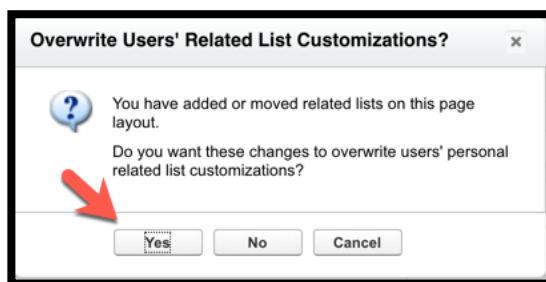 Overwrite Users' Related List Customizations?
You have added or moved related lists on this page
layout.
Do you want these changes to overwrite users' personal
related list customizations?
Yes No Cancel